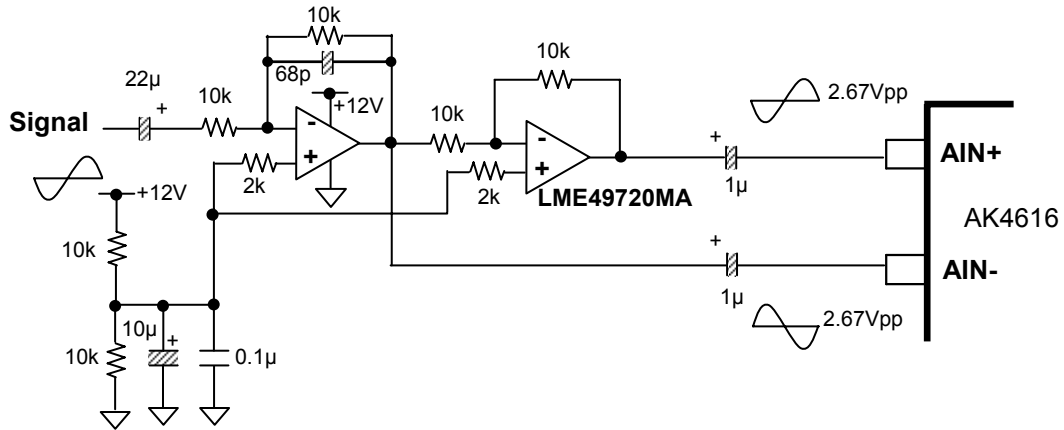 10k
68p
10k
22µ
+
10k
+12V
Signal
-
+
10k
-
+
2k
2k
LME49720MA
+12V
10k
10µ
+
10k
0.1µ
2.67Vpp
+
1µ
AIN+
AK4616
+
1µ
AIN-
2.67Vpp